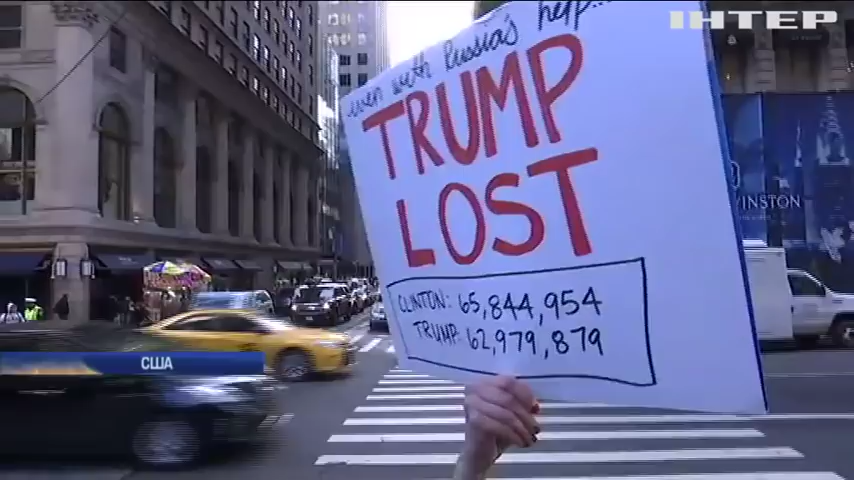 ІНТЕР
even with Russia's help...
TRUMP
LOST
CLINTON: 65,844,954
TRUMP: 62,979,879
США
WINSTON